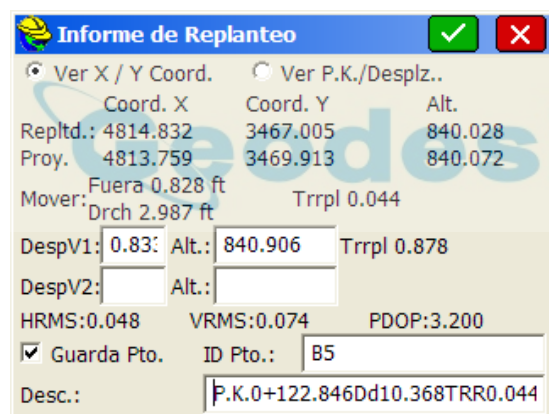 Informe de Replanteo
Ver X / Y Coord. Ver P.K./Desplz..
Coord. X Coord. Y Alt.
Repltd.: 4814.832 3467.005 840.028
Proy. 4813.759 3469.913 840.072
Mover: Fuera 0.828 ft Trrpl 0.044
Drch 2.987 ft
DespV1: 0.833 Alt.: 840.906 Trrpl 0.878
DespV2: Alt.:
HRMS:0.048 VRMS:0.074 PDOP:3.200
Guarda Pto. ID Pto.: B5
Desc.: P.K.0+122.846Dd10.368TRR0.044
Geodes